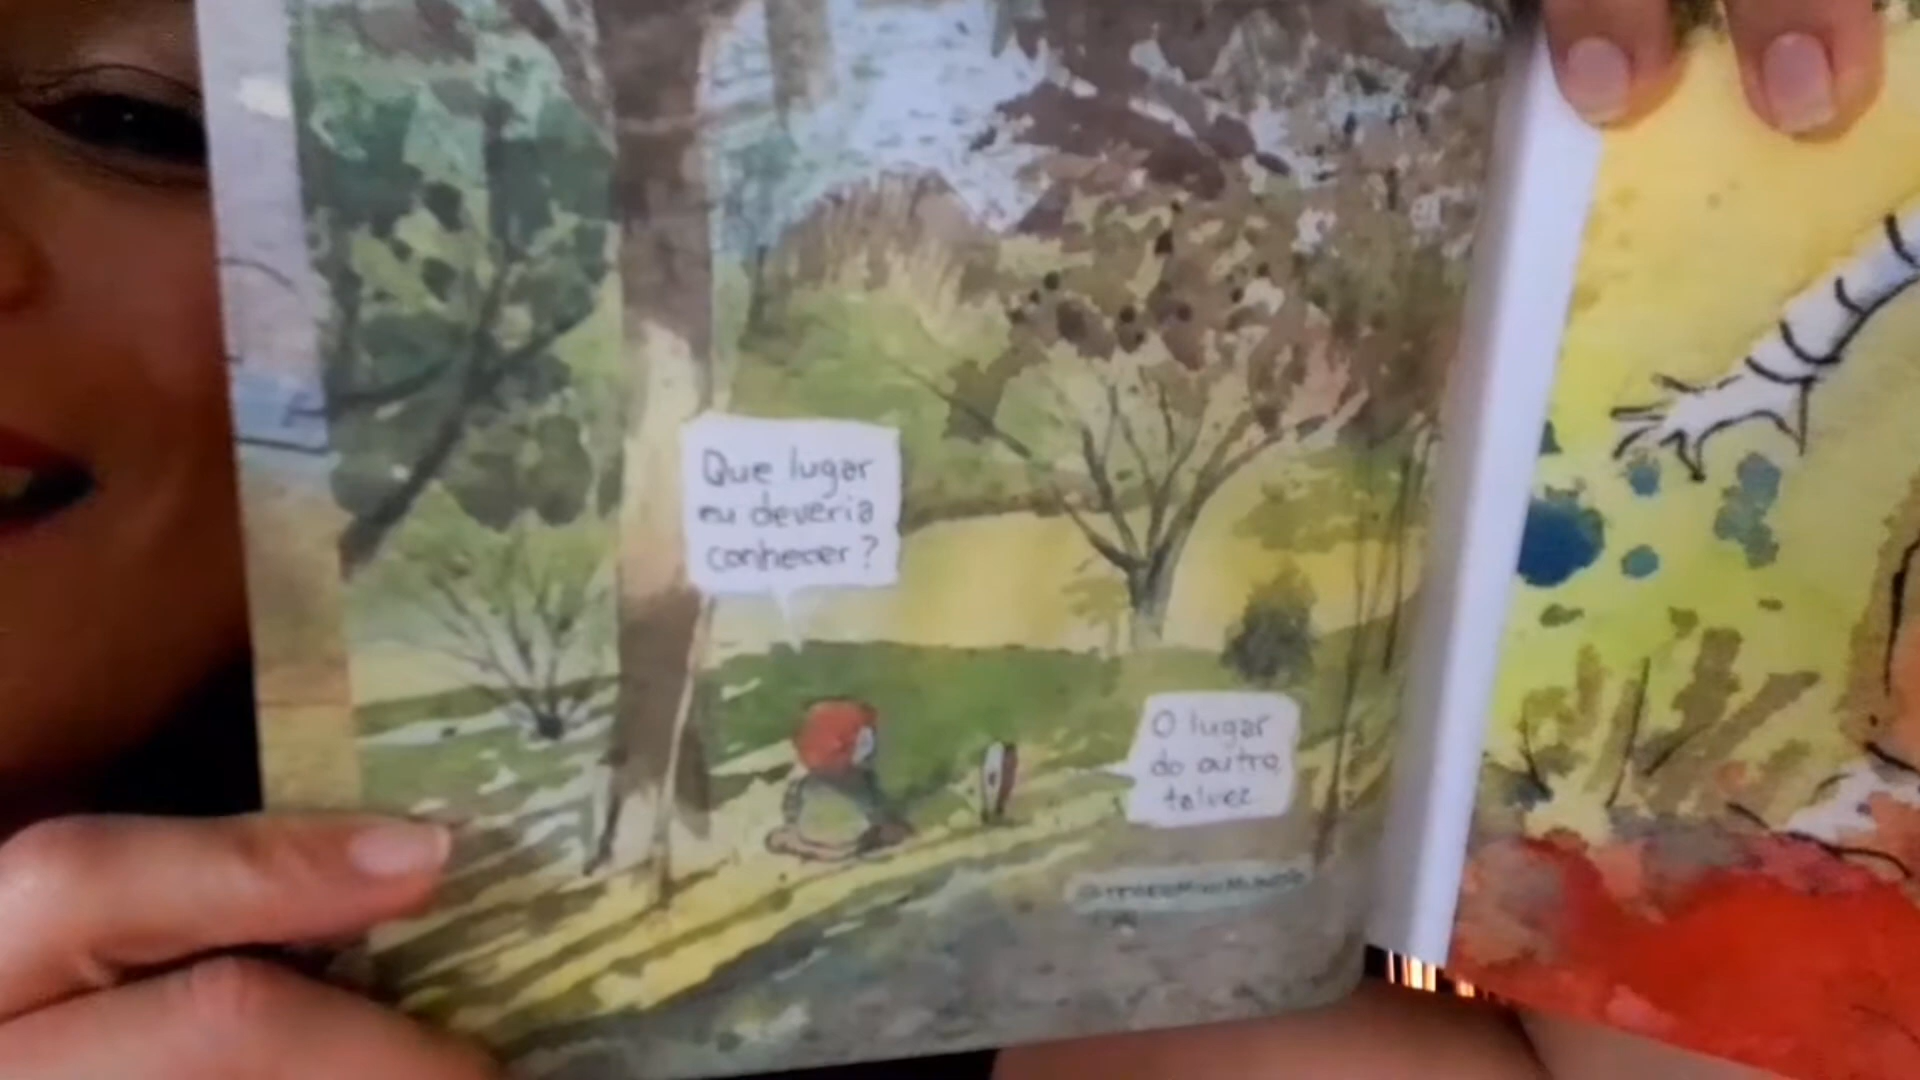 Que lugar
eu deveria
conhecer?
O lugar
do outro,
talvez.